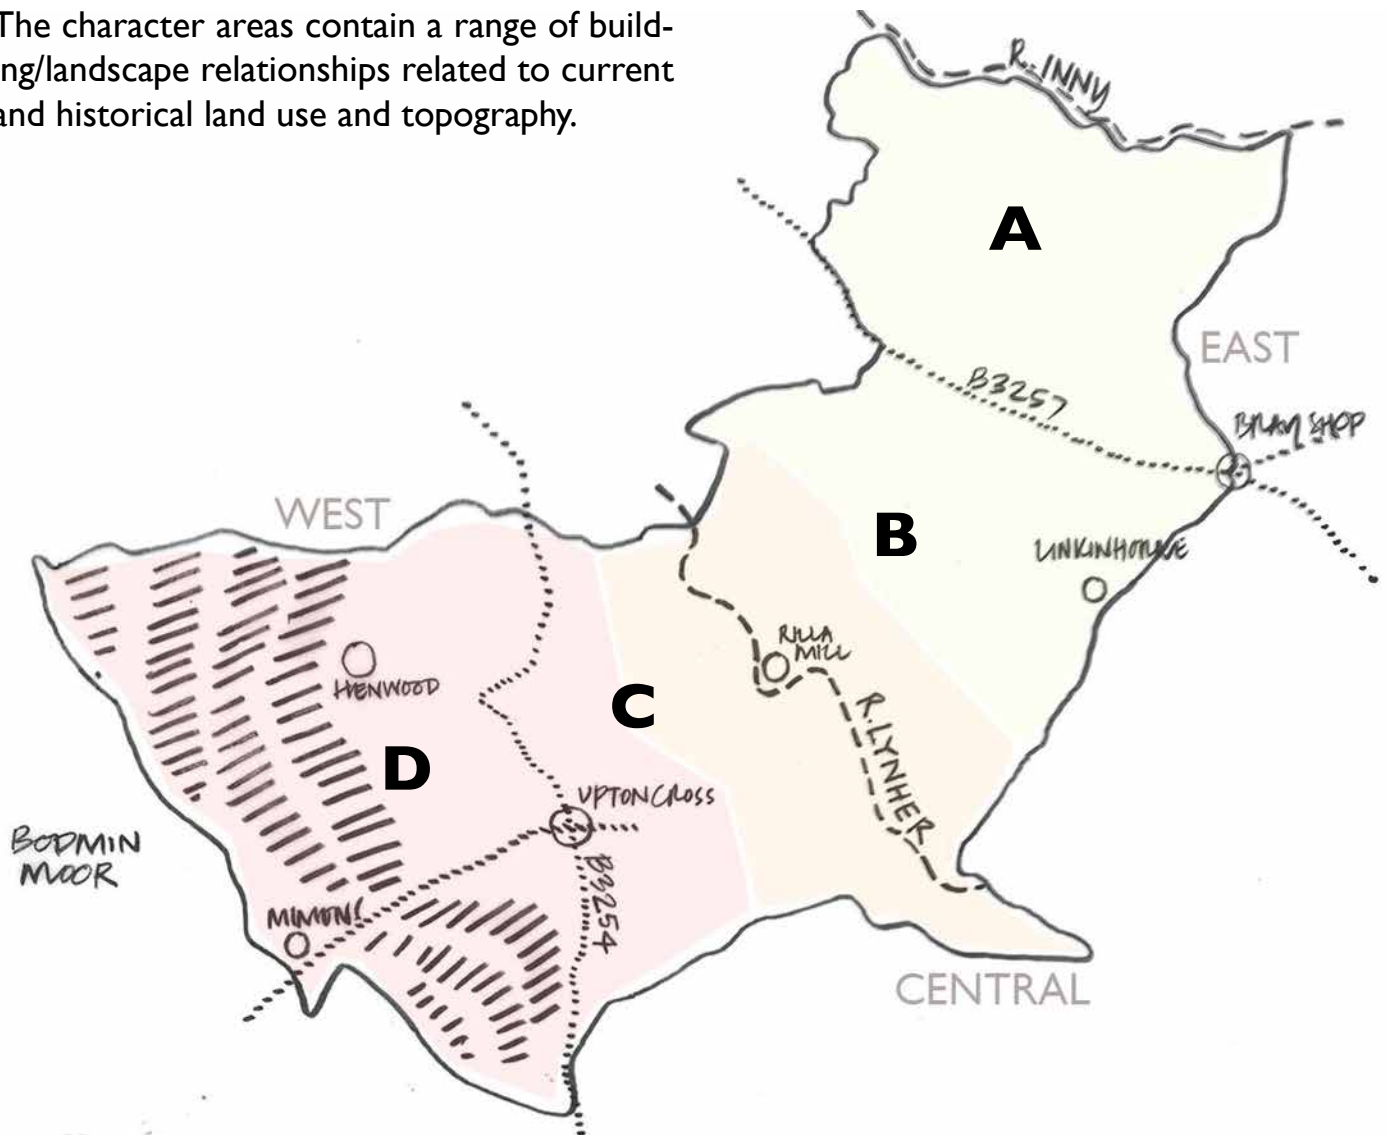 The character areas contain a range of build-
ng/landscape relationships related to current
and historical land use and topography.
R. INNY
A
EAST
B3257
BRAY SHOP
WEST
B
LINKINHORNE
RILLA
MILL
HENWOOD
C
R. LYNHER
D
UPTON CROSS
BODMIN
MOOR
B3254
MINIONS
CENTRAL